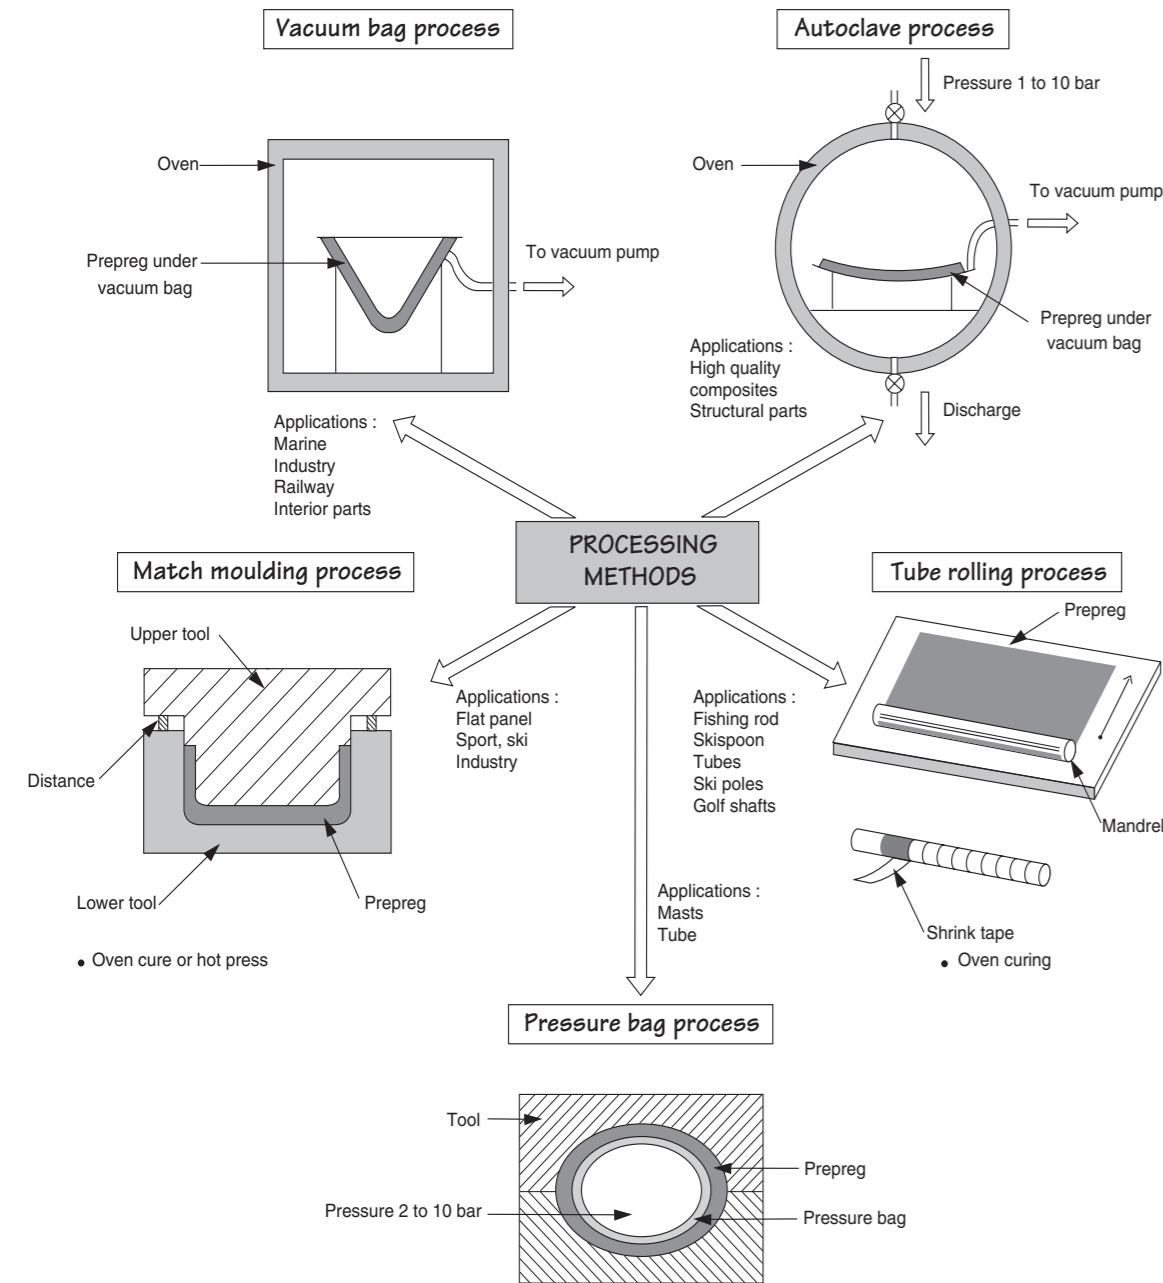 Vacuum bag process
Oven
Prepreg under
vacuum bag
To vacuum pump
Applications :
Marine
Industry
Railway
Interior parts
Autoclave process
Pressure 1 to 10 bar
Oven
To vacuum pump
Prepreg under
vacuum bag
Applications :
High quality
composites
Structural parts
Discharge
PROCESSING
METHODS
Match moulding process
Upper tool
Distance
Lower tool
Prepreg
• Oven cure or hot press
Applications :
Flat panel
Sport, ski
Industry
Tube rolling process
Prepreg
Applications :
Fishing rod
Skispoon
Tubes
Ski poles
Golf shafts
Mandrel
Shrink tape
• Oven curing
Applications :
Masts
Tube
Pressure bag process
Tool
Prepreg
Pressure 2 to 10 bar
Pressure bag